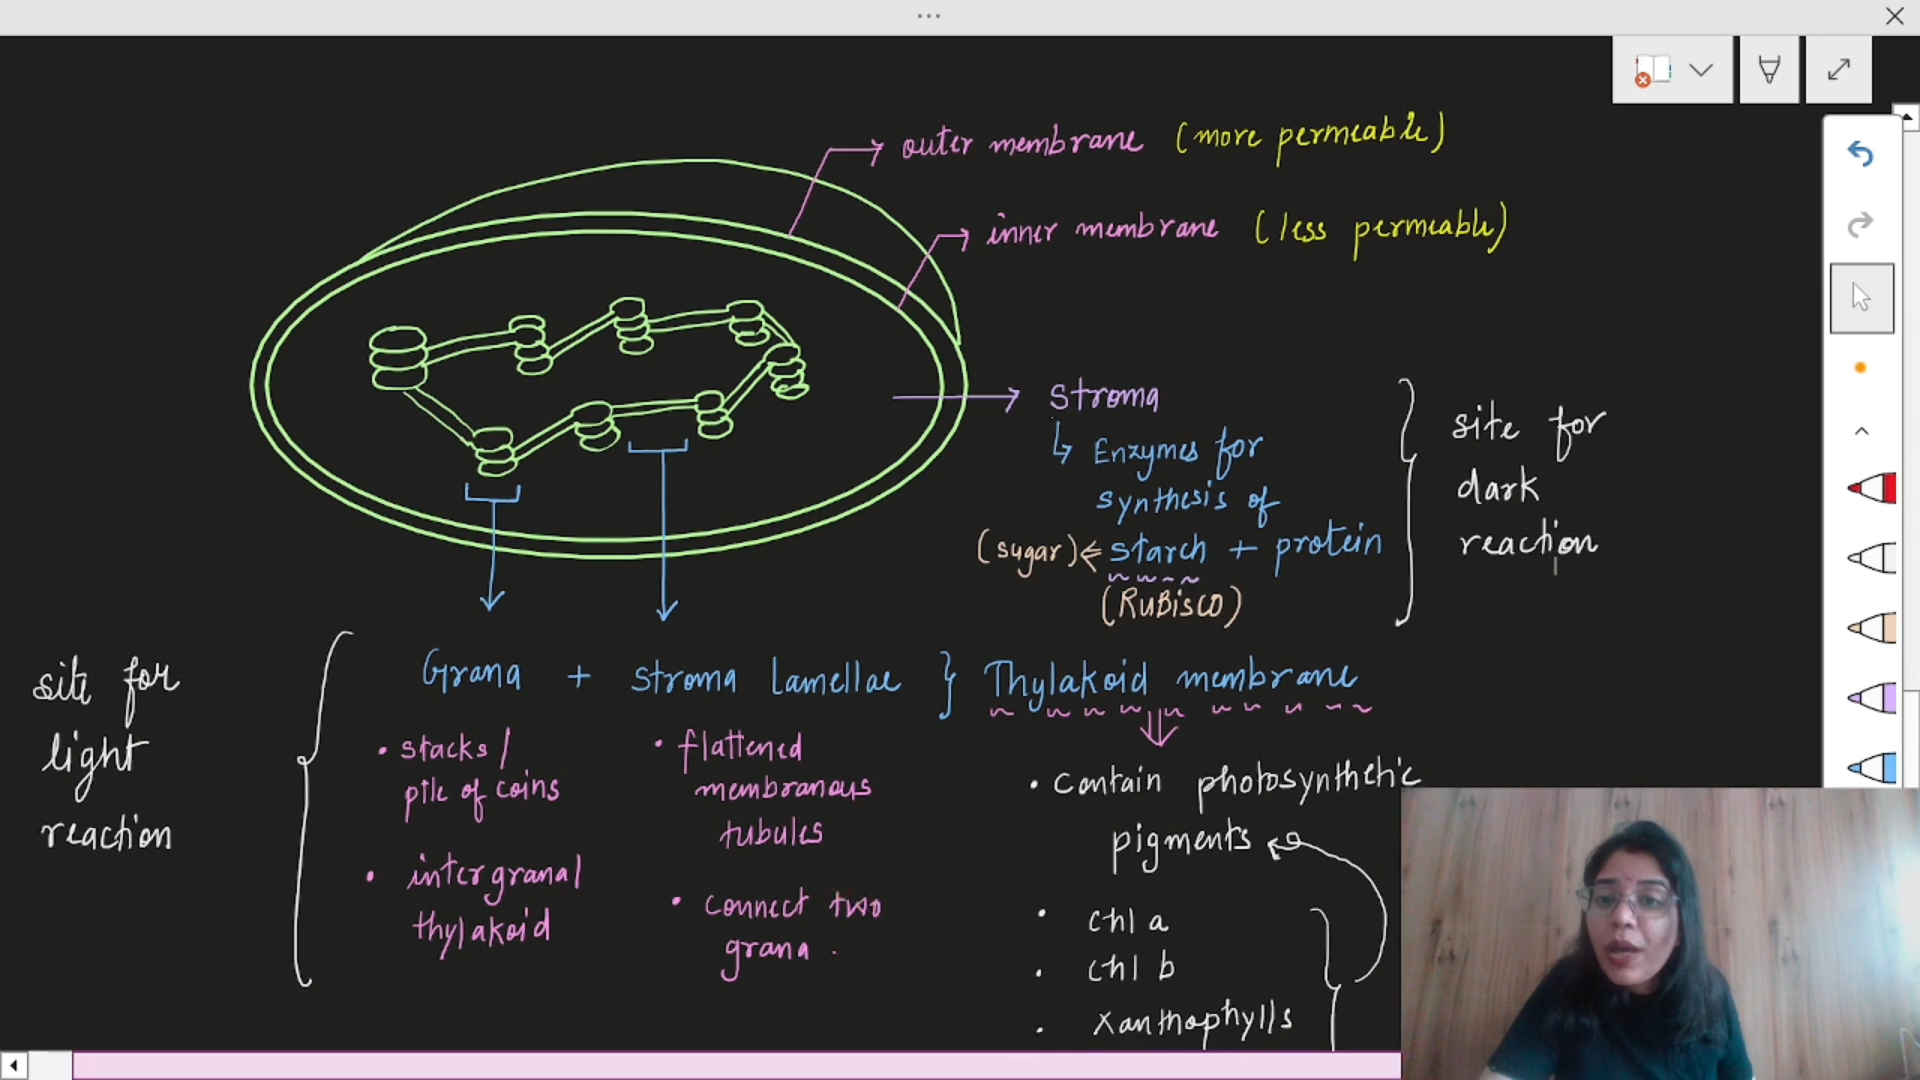 outer membrane (more permeable)
inner membrane (less permeable)
Stroma
↳ Enzymes for
synthesis of
(sugar) ⇐ starch + protein
(RuBisCO)
site for
dark
reaction
Grana + stroma lamellae } Thylakoid membrane
site for
light
reaction
• stacks/
pile of coins
• intergranal
thylakoid
• flattened
membranous
tubules
• connect two
grana.
• Contain photosynthetic
pigments
• chl a
• chl b
• Xanthophylls